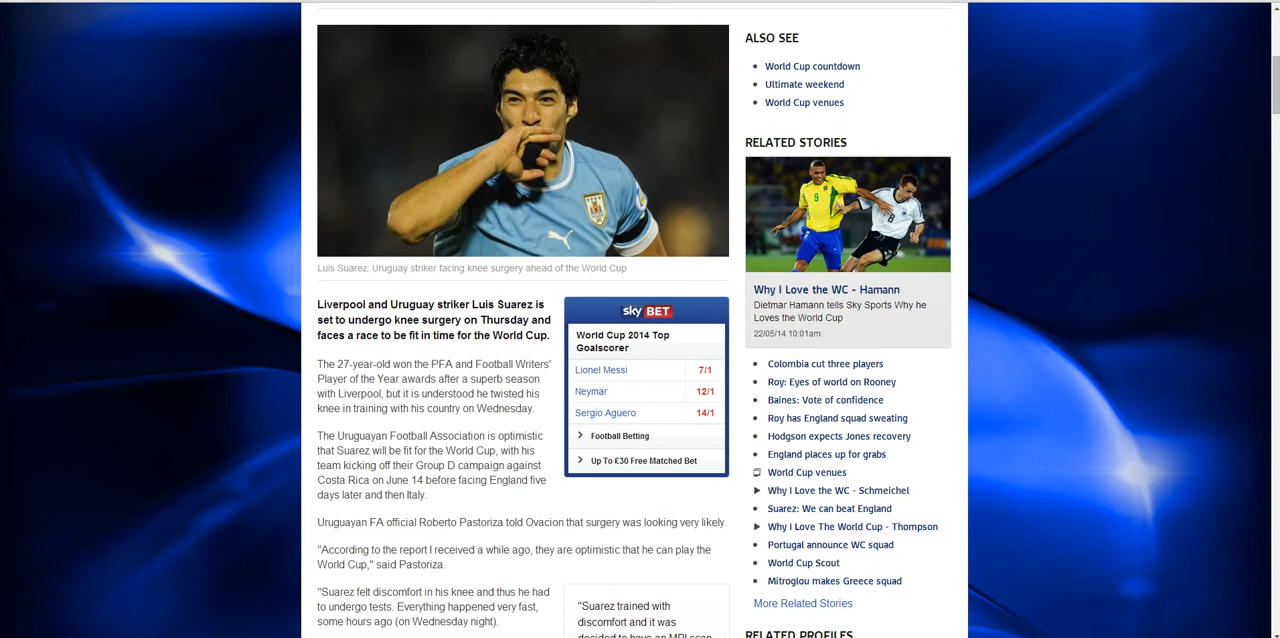 Luis Suarez: Uruguay striker facing knee surgery ahead of the World Cup
Liverpool and Uruguay striker Luis Suarez is
set to undergo knee surgery on Thursday and
faces a race to be fit in time for the World Cup.
The 27-year-old won the PFA and Football Writers'
Player of the Year awards after a superb season
with Liverpool, but it is understood he twisted his
knee in training with his country on Wednesday.
The Uruguayan Football Association is optimistic
that Suarez will be fit for the World Cup, with his
team kicking off their Group D campaign against
Costa Rica on June 14 before facing England five
days later and then Italy.
Uruguayan FA official Roberto Pastoriza told Ovacion that surgery was looking very likely.
"According to the report I received a while ago, they are optimistic that he can play the
World Cup," said Pastoriza.
"Suarez felt discomfort in his knee and thus he had
to undergo tests. Everything happened very fast,
some hours ago (on Wednesday night).
sky BET
World Cup 2014 Top
Goalscorer
Lionel Messi 7/1
Neymar 12/1
Sergio Aguero 14/1
Football Betting
Up To £30 Free Matched Bet
"Suarez trained with
discomfort and it was
decided to have an MRI scan
ALSO SEE
World Cup countdown
Ultimate weekend
World Cup venues
RELATED STORIES
9
8
Why I Love the WC - Hamann
Dietmar Hamann tells Sky Sports Why he
Loves the World Cup
22/05/14 10:01am
Colombia cut three players
Roy: Eyes of world on Rooney
Baines: Vote of confidence
Roy has England squad sweating
Hodgson expects Jones recovery
England places up for grabs
World Cup venues
Why I Love the WC - Schmeichel
Suarez: We can beat England
Why I Love The World Cup - Thompson
Portugal announce WC squad
World Cup Scout
Mitroglou makes Greece squad
More Related Stories
RELATED PROFILES